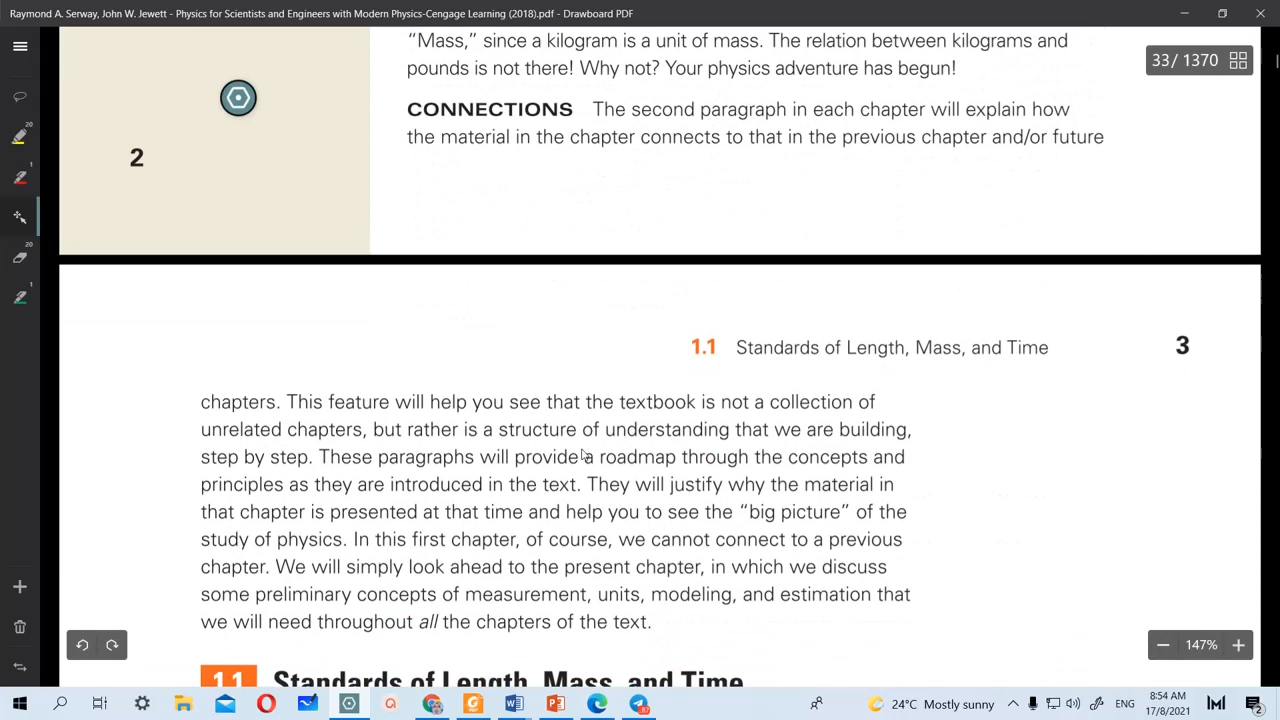 Raymond A. Serway, John W. Jewett - Physics for Scientists and Engineers with Modern Physics-Cengage Learning (2018).pdf - Drawboard PDF
"Mass," since a kilogram is a unit of mass. The relation between kilograms and
pounds is not there! Why not? Your physics adventure has begun!
33/ 1370
CONNECTIONS The second paragraph in each chapter will explain how
the material in the chapter connects to that in the previous chapter and/or future
2
20
1
20
1
1.1 Standards of Length, Mass, and Time 3
chapters. This feature will help you see that the textbook is not a collection of
unrelated chapters, but rather is a structure of understanding that we are building,
step by step. These paragraphs will provide a roadmap through the concepts and
principles as they are introduced in the text. They will justify why the material in
that chapter is presented at that time and help you to see the "big picture" of the
study of physics. In this first chapter, of course, we cannot connect to a previous
chapter. We will simply look ahead to the present chapter, in which we discuss
some preliminary concepts of measurement, units, modeling, and estimation that
we will need throughout all the chapters of the text.
147%
1.1 Standards of Length, Mass, and Time
24°C Mostly sunny
ENG
8:54 AM
17/8/2021
2